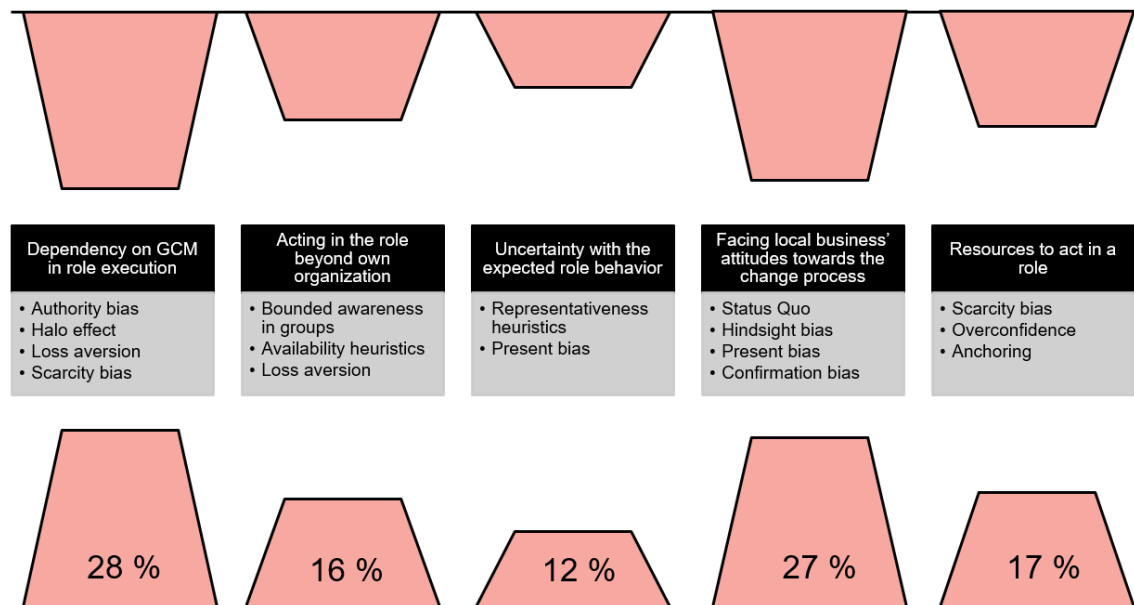 Dependency on GCM
in role execution
• Authority bias
• Halo effect
• Loss aversion
• Scarcity bias
Acting in the role
beyond own
organization
• Bounded awareness
in groups
• Availability heuristics
• Loss aversion
Uncertainty with the
expected role behavior
• Representativeness
heuristics
• Present bias
Facing local business'
attitudes towards the
change process
• Status Quo
• Hindsight bias
• Present bias
• Confirmation bias
Resources to act in a
role
• Scarcity bias
• Overconfidence
• Anchoring
28 %
16 %
12 %
27 %
17 %